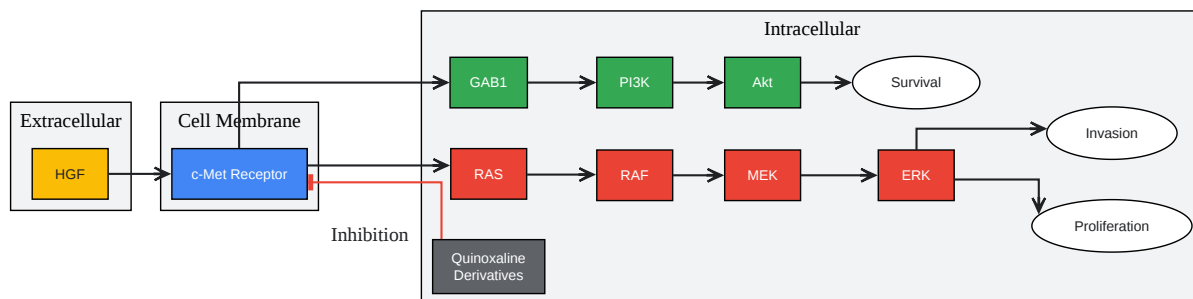 Intracellular
GAB1
PI3K
Akt
Survival
Extracellular
Cell Membrane
HGF
c-Met Receptor
RAS
RAF
MEK
ERK
Invasion
Proliferation
Inhibition
Quinoxaline
Derivatives